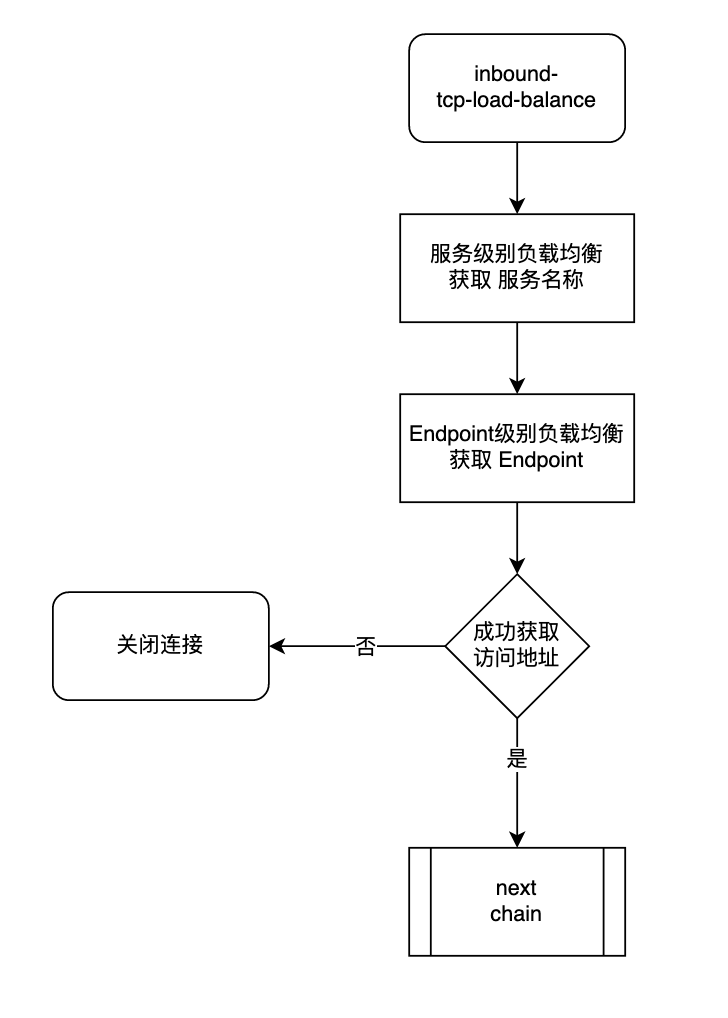 inbound-
tcp-load-balance
服务级别负载均衡
获取 服务名称
Endpoint级别负载均衡
获取 Endpoint
成功获取
访问地址
否
关闭连接
是
next
chain